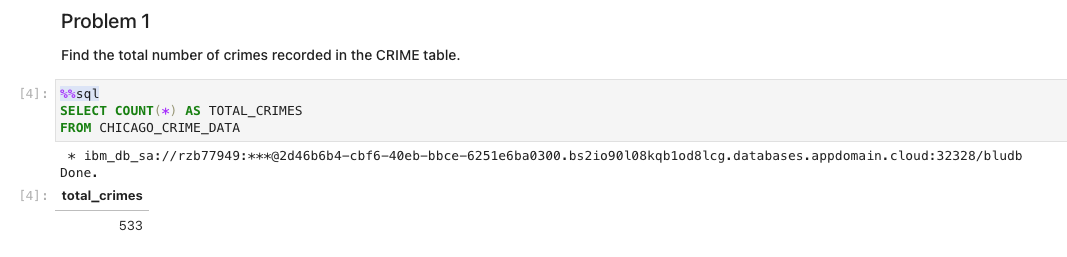 Problem 1
Find the total number of crimes recorded in the CRIME table.
[4]: %%sql
SELECT COUNT(*) AS TOTAL_CRIMES
FROM CHICAGO_CRIME_DATA
* ibm_db_sa://rzb77949:***@2d46b6b4-cbf6-40eb-bbce-6251e6ba0300.bs2io90l08kqb1od8lcg.databases.appdomain.cloud:32328/bludb
Done.
[4]: total_crimes
533